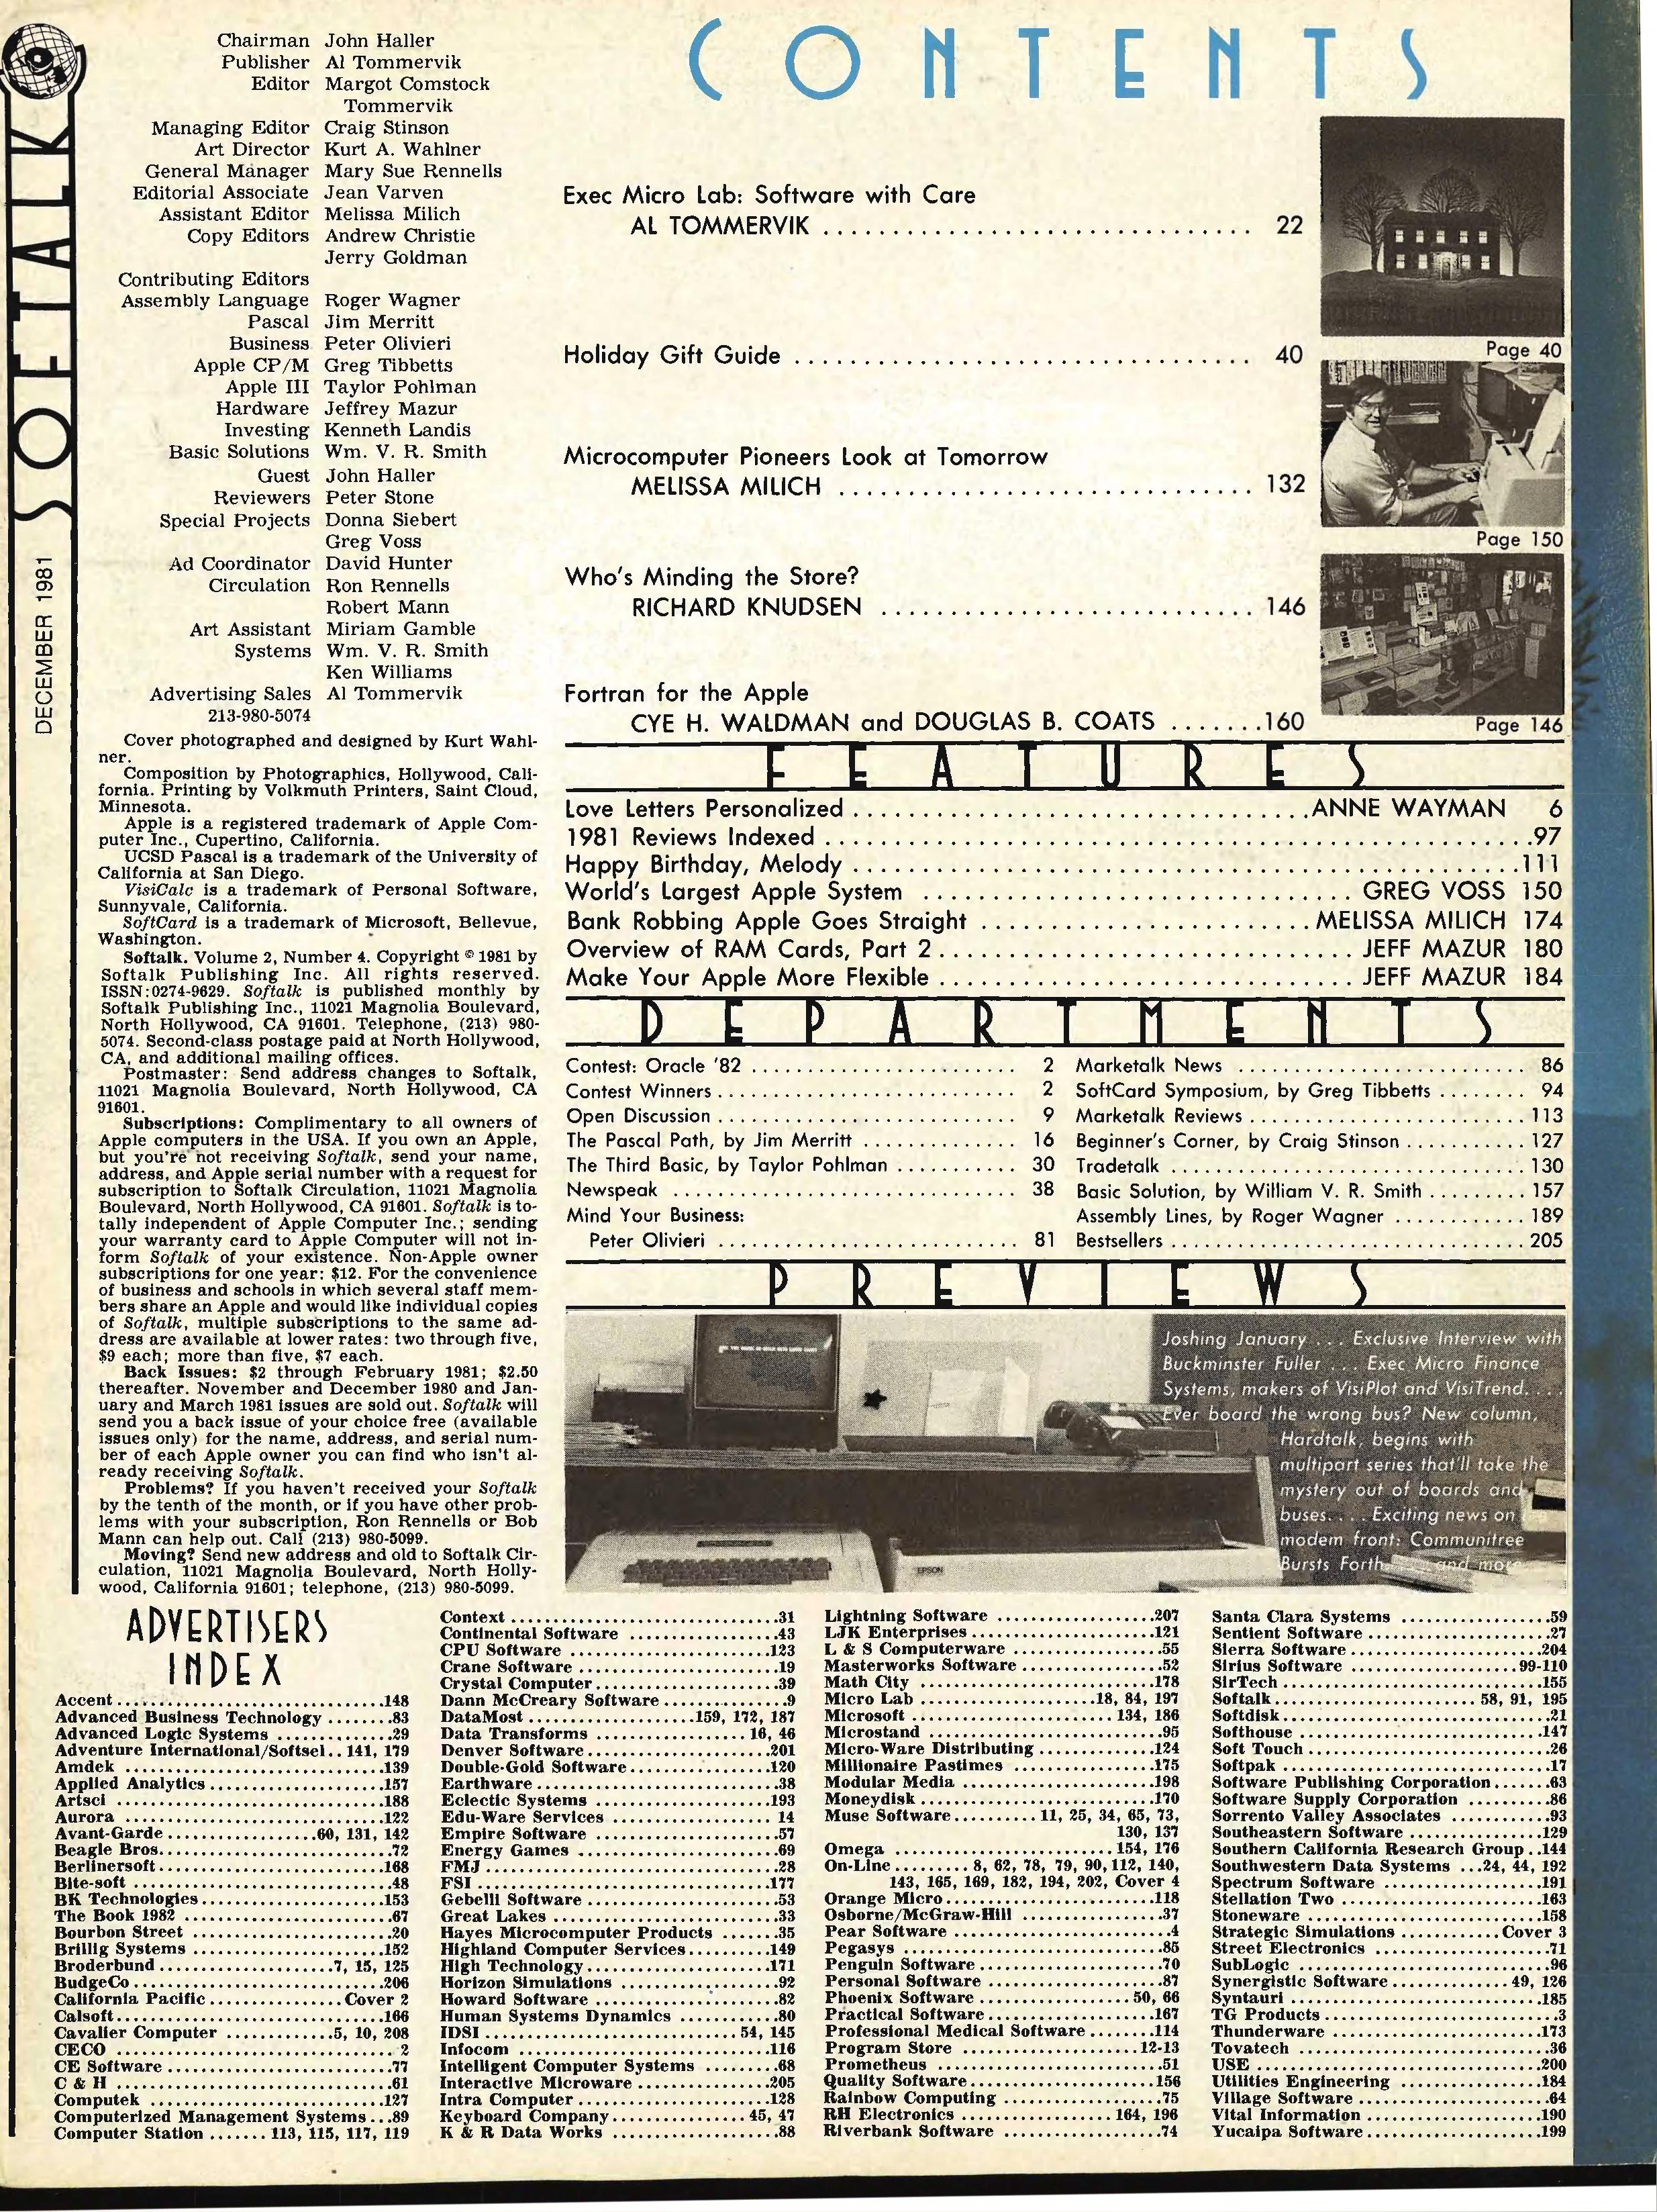 SOFTALK
DECEMBER 1981
Chairman John Haller
Publisher Al Tommervik
Editor Margot Comstock
Tommervik
Managing Editor Craig Stinson
Art Director Kurt A. Wahlner
General Manager Mary Sue Rennells
Editorial Associate Jean Varven
Assistant Editor Melissa Milich
Copy Editors Andrew Christie
Jerry Goldman
Contributing Editors
Assembly Language Roger Wagner
Pascal Jim Merritt
Business Peter Olivieri
Apple CP/M Greg Tibbetts
Apple III Taylor Pohlman
Hardware Jeffrey Mazur
Investing Kenneth Landis
Basic Solutions Wm. V. R. Smith
Guest John Haller
Reviewers Peter Stone
Special Projects Donna Siebert
Greg Voss
Ad Coordinator David Hunter
Circulation Ron Rennells
Robert Mann
Art Assistant Miriam Gamble
Systems Wm. V. R. Smith
Ken Williams
Advertising Sales Al Tommervik
213-980-5074
Cover photographed and designed by Kurt Wahl-
ner.
Composition by Photographics, Hollywood, Cali-
fornia. Printing by Volkmuth Printers, Saint Cloud,
Minnesota.
Apple is a registered trademark of Apple Com-
puter Inc., Cupertino, California.
UCSD Pascal is a trademark of the University of
California at San Diego.
VisiCalc is a trademark of Personal Software,
Sunnyvale, California.
SoftCard is a trademark of Microsoft, Bellevue,
Washington.
Softalk. Volume 2, Number 4. Copyright © 1981 by
Softalk Publishing Inc. All rights reserved.
ISSN:0274-9629. Softalk is published monthly by
Softalk Publishing Inc., 11021 Magnolia Boulevard,
North Hollywood, CA 91601. Telephone, (213) 980-
5074. Second-class postage paid at North Hollywood,
CA, and additional mailing offices.
Postmaster: Send address changes to Softalk,
11021 Magnolia Boulevard, North Hollywood, CA
91601.
Subscriptions: Complimentary to all owners of
Apple computers in the USA. If you own an Apple,
but you're not receiving Softalk, send your name,
address, and Apple serial number with a request for
subscription to Softalk Circulation, 11021 Magnolia
Boulevard, North Hollywood, CA 91601. Softalk is to-
tally independent of Apple Computer Inc.; sending
your warranty card to Apple Computer will not in-
form Softalk of your existence. Non-Apple owner
subscriptions for one year: $12. For the convenience
of business and schools in which several staff mem-
bers share an Apple and would like individual copies
of Softalk, multiple subscriptions to the same ad-
dress are available at lower rates: two through five,
$9 each; more than five, $7 each.
Back Issues: $2 through February 1981; $2.50
thereafter. November and December 1980 and Jan-
uary and March 1981 issues are sold out. Softalk will
send you a back issue of your choice free (available
issues only) for the name, address, and serial num-
ber of each Apple owner you can find who isn't al-
ready receiving Softalk.
Problems? If you haven't received your Softalk
by the tenth of the month, or if you have other prob-
lems with your subscription, Ron Rennells or Bob
Mann can help out. Call (213) 980-5099.
Moving? Send new address and old to Softalk Cir-
culation, 11021 Magnolia Boulevard, North Holly-
wood, California 91601; telephone, (213) 980-5099.
CONTENTS
Exec Micro Lab: Software with Care
AL TOMMERVIK 22
Holiday Gift Guide 40
Microcomputer Pioneers Look at Tomorrow
MELISSA MILICH 132
Who's Minding the Store?
RICHARD KNUDSEN 146
Fortran for the Apple
CYE H. WALDMAN and DOUGLAS B. COATS 160
Page 40
Page 150
Page 146
FEATURES
Love Letters Personalized ANNE WAYMAN 6
1981 Reviews Indexed 97
Happy Birthday, Melody 111
World's Largest Apple System GREG VOSS 150
Bank Robbing Apple Goes Straight MELISSA MILICH 174
Overview of RAM Cards, Part 2 JEFF MAZUR 180
Make Your Apple More Flexible JEFF MAZUR 184
DEPARTMENTS
Contest: Oracle '82 2
Contest Winners 2
Open Discussion 9
The Pascal Path, by Jim Merritt 16
The Third Basic, by Taylor Pohlman 30
Newspeak 38
Mind Your Business:
Peter Olivieri 81
Marketalk News 86
SoftCard Symposium, by Greg Tibbetts 94
Marketalk Reviews 113
Beginner's Corner, by Craig Stinson 127
Tradetalk 130
Basic Solution, by William V. R. Smith 157
Assembly Lines, by Roger Wagner 189
Bestsellers 205
PREVIEWS
Joshing January . . . Exclusive Interview with
Buckminster Fuller . . . Exec Micro Finance
Systems, makers of VisiPlot and VisiTrend. . . .
Ever board the wrong bus? New column,
Hardtalk, begins with
multipart series that'll take the
mystery out of boards and
buses. . . . Exciting news on
modem front: Communitree
Bursts Forth and more
EPSON
ADVERTISERS
INDEX
Accent 148
Advanced Business Technology 83
Advanced Logic Systems 29
Adventure International/Softsel 141, 179
Amdek 139
Applied Analytics 157
Artsci 188
Aurora 122
Avant-Garde 60, 131, 142
Beagle Bros. 72
Berlinersoft 168
Bite-soft 48
BK Technologies 153
The Book 1982 67
Bourbon Street 20
Brillig Systems 152
Broderbund 7, 15, 125
BudgeCo 206
California Pacific Cover 2
Calsoft 166
Cavalier Computer 5, 10, 208
CECO 2
CE Software 77
C & H 61
Computek 127
Computerized Management Systems 89
Computer Station 113, 115, 117, 119
Context 31
Continental Software 43
CPU Software 123
Crane Software 19
Crystal Computer 39
Dann McCreary Software 9
DataMost 159, 172, 187
Data Transforms 16, 46
Denver Software 201
Double-Gold Software 120
Earthware 38
Eclectic Systems 193
Edu-Ware Services 14
Empire Software 57
Energy Games 69
FMJ 28
FSI 177
Gebelli Software 53
Great Lakes 33
Hayes Microcomputer Products 35
Highland Computer Services 149
High Technology 171
Horizon Simulations 92
Howard Software 82
Human Systems Dynamics 80
IDSI 54, 145
Infocom 116
Intelligent Computer Systems 68
Interactive Microware 205
Intra Computer 128
Keyboard Company 45, 47
K & R Data Works 88
Lightning Software 207
LJK Enterprises 121
L & S Computerware 55
Masterworks Software 52
Math City 178
Micro Lab 18, 84, 197
Microsoft 134, 186
Microstand 95
Micro-Ware Distributing 124
Millionaire Pastimes 175
Modular Media 198
Moneydisk 170
Muse Software 11, 25, 34, 65, 73,
130, 137
Omega 154, 176
On-Line 8, 62, 78, 79, 90, 112, 140,
143, 165, 169, 182, 194, 202, Cover 4
Orange Micro 118
Osborne/McGraw-Hill 37
Pear Software 4
Pegasys 85
Penguin Software 70
Personal Software 87
Phoenix Software 50, 66
Practical Software 167
Professional Medical Software 114
Program Store 12-13
Prometheus 51
Quality Software 156
Rainbow Computing 75
RH Electronics 164, 196
Riverbank Software 74
Santa Clara Systems 59
Sentient Software 27
Sierra Software 204
Sirius Software 99-110
SirTech 155
Softalk 58, 91, 195
Softdisk 21
Softhouse 147
Soft Touch 26
Softpak 17
Software Publishing Corporation 63
Software Supply Corporation 86
Sorrento Valley Associates 93
Southeastern Software 129
Southern California Research Group 144
Southwestern Data Systems 24, 44, 192
Spectrum Software 191
Stellation Two 163
Stoneware 158
Strategic Simulations Cover 3
Street Electronics 71
SubLogic 96
Synergistic Software 49, 126
Syntauri 185
TG Products 3
Thunderware 173
Tovatech 36
USE 200
Utilities Engineering 184
Village Software 64
Vital Information 190
Yucaipa Software 199